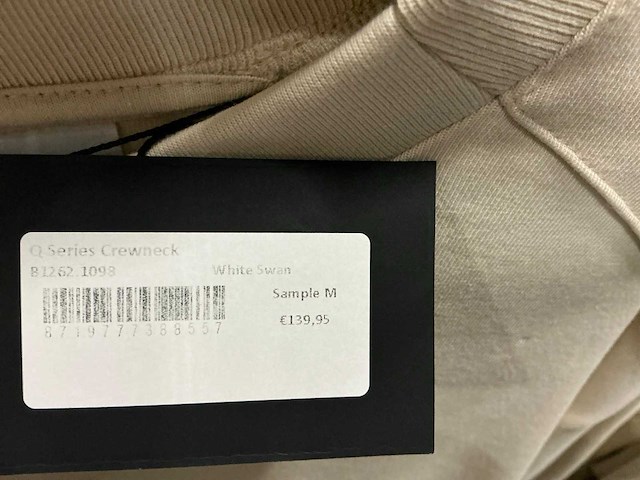 Q Series Crewneck
B1262.1098 White Swan
Sample M
€139,95
8719777388557